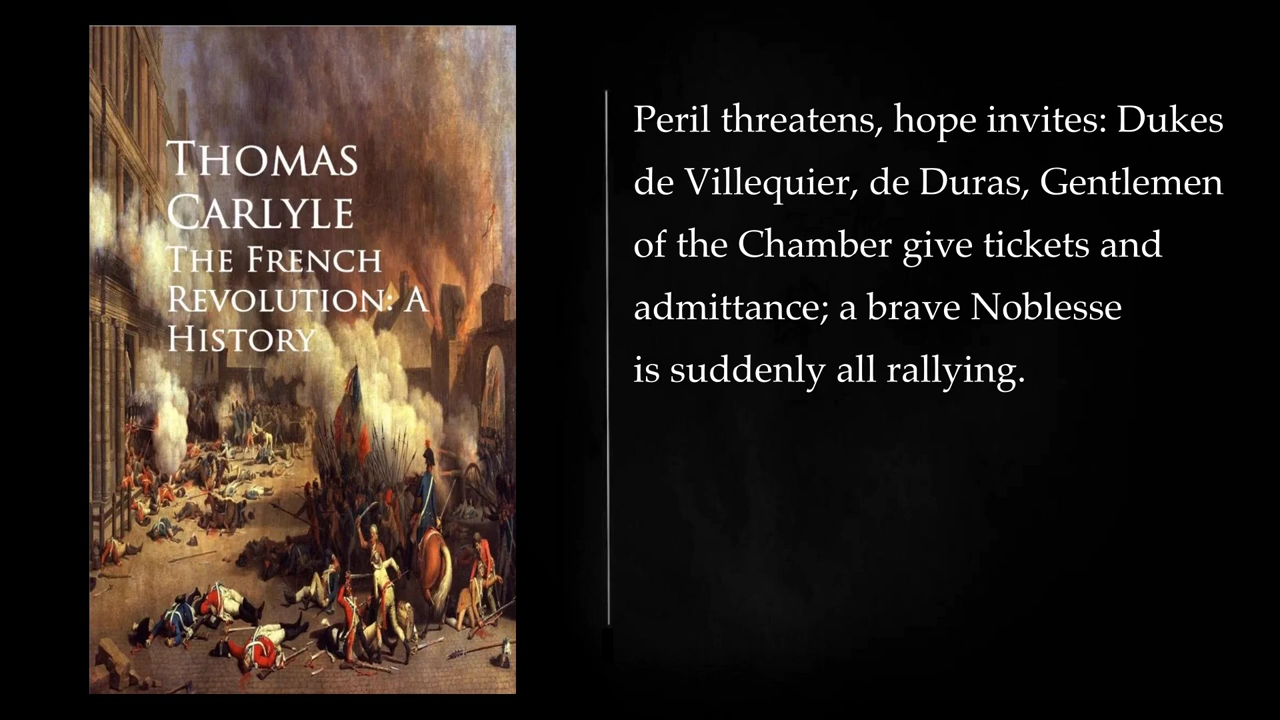 THOMAS
CARLYLE
THE FRENCH
REVOLUTION: A
HISTORY
Peril threatens, hope invites: Dukes
de Villequier, de Duras, Gentlemen
of the Chamber give tickets and
admittance; a brave Noblesse
is suddenly all rallying.